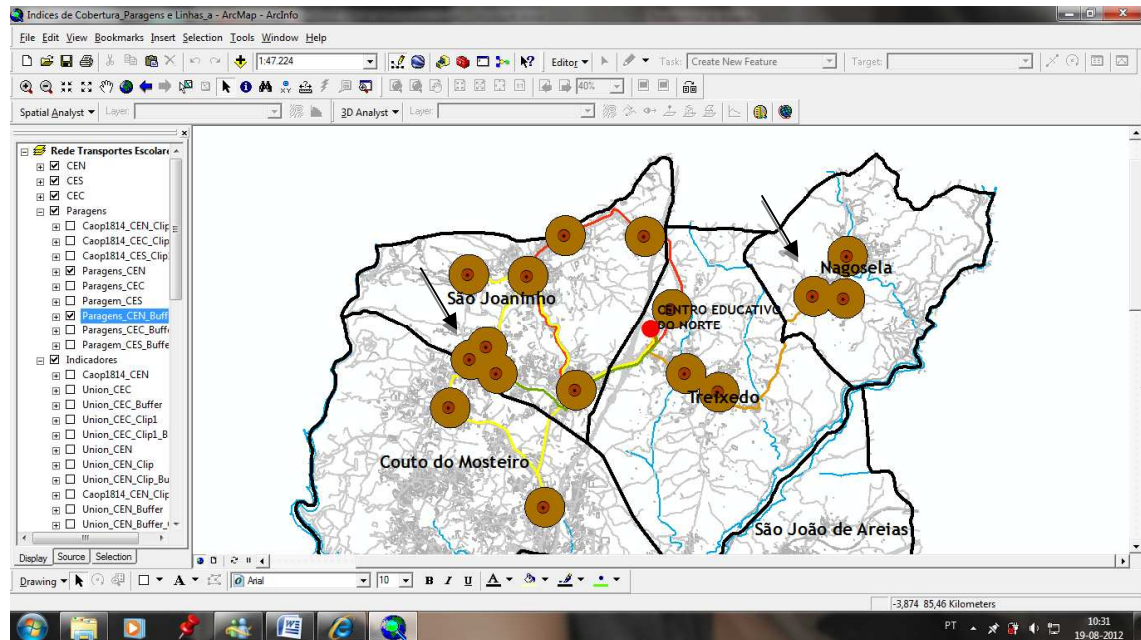 Indices de Cobertura_Paragens e Linhas_a - ArcMap - ArcInfo
File Edit View Bookmarks Insert Selection Tools Window Help
1:47.224 Editor Task: Create New Feature Target:
40%
Spatial Analyst Layer: 3D Analyst Layer:
Rede Transportes Escolare
CEN
CES
CEC
Paragens
Caop1814_CEN_Clip
Caop1814_CEC_Clip
Caop1814_CES_Clip
Paragens_CEN
Paragens_CEC
Paragem_CES
Paragens_CEN_Buff
Paragens_CEC_Buff
Paragem_CES_Buffe
Indicadores
Caop1814_CEN
Union_CEC
Union_CEC_Buffer
Union_CEC_Clip1
Union_CEC_Clip1_B
Union_CEN
Union_CEN_Clip
Union_CEN_Clip_Bu
Caop1814_CEN_Clip
Union_CEN_Buffer
Union_CEN_Buffer_
Display Source Selection
Nagosela
São Joaninho
CENTRO EDUCATIVO
DO NORTE
Treixedo
Couto do Mosteiro
São João de Areias
Drawing A Arial 10 B I U A
-3,874 85,46 Kilometers
PT 10:31
19-08-2012